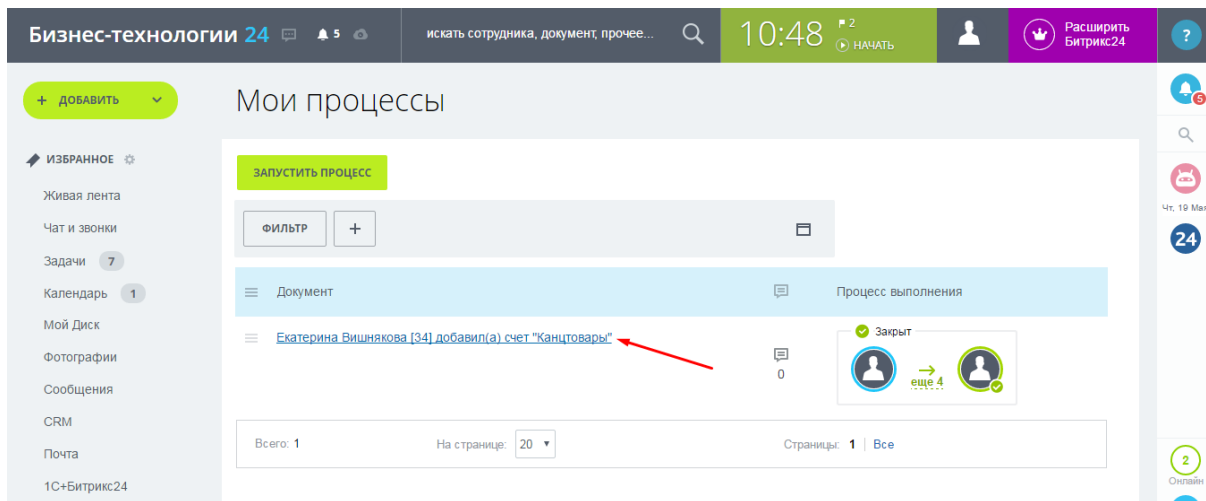 Бизнес-технологии 24 5 искать сотрудника, документ, прочее... 10:48 2 НАЧАТЬ Расширить Битрикс24 ?
+ ДОБАВИТЬ
Мои процессы
5
ИЗБРАННОЕ
ЗАПУСТИТЬ ПРОЦЕСС
Живая лента
Чт, 19 Мая
Чат и звонки
ФИЛЬТР +
24
Задачи 7
Календарь 1
Документ Процесс выполнения
Мой Диск
Екатерина Вишнякова [34] добавил(а) счет "Канцтовары"
Закрыт
Фотографии
0
еще 4
Сообщения
CRM
Всего: 1 На странице: 20 Страницы: 1 | Все
Почта
2
Онлайн
1С+Битрикс24